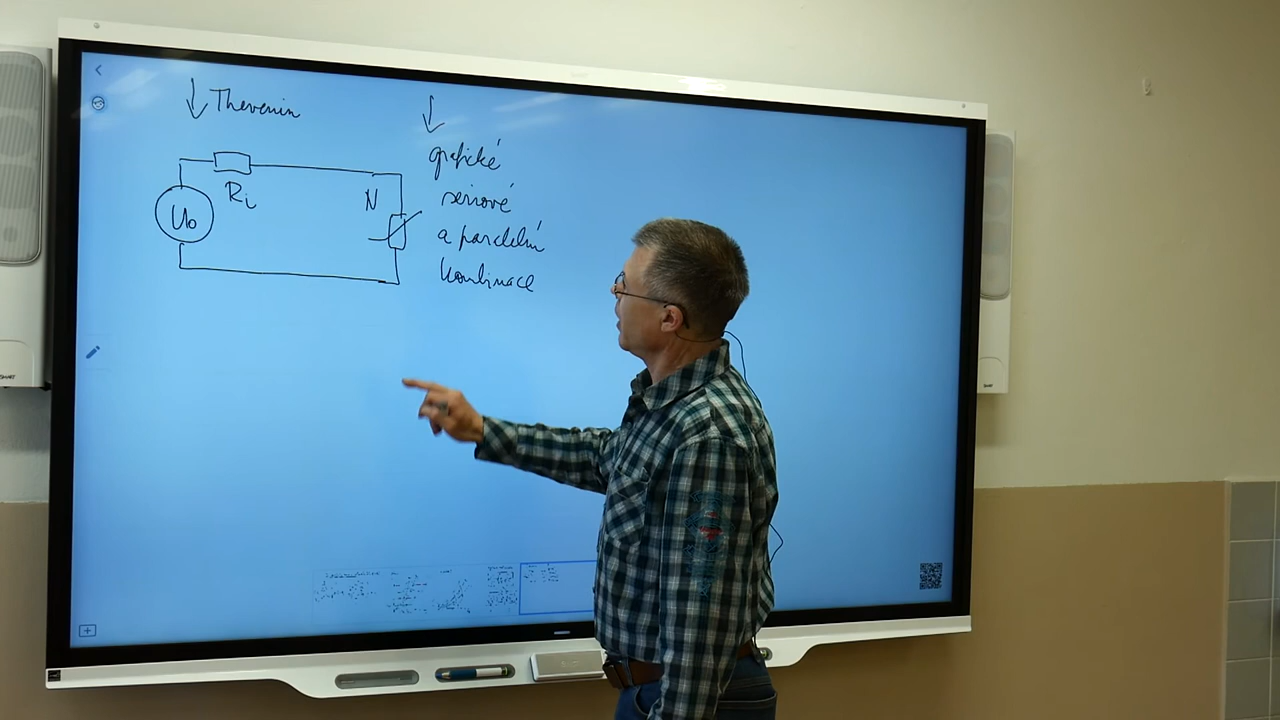 Thevenin
grafické
sériové
a paralelní
kombinace
Ri
N
U0